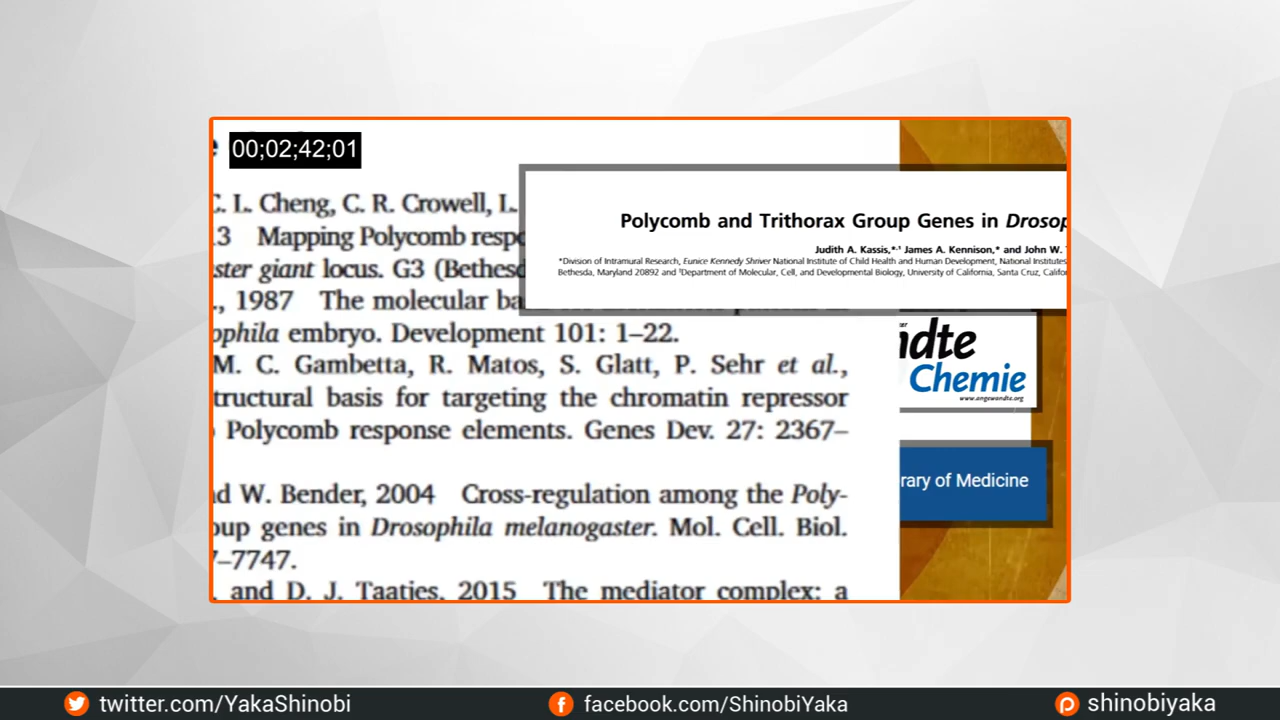 00;02;42;01
C. L. Cheng, C. R. Crowell, L.
13 Mapping Polycomb respo
ster giant locus. G3 (Bethesd
., 1987 The molecular ba
ophila embryo. Development 101: 1–22.
M. C. Gambetta, R. Matos, S. Glatt, P. Sehr et al.,
tructural basis for targeting the chromatin repressor
Polycomb response elements. Genes Dev. 27: 2367–
nd W. Bender, 2004 Cross-regulation among the Poly-
oup genes in Drosophila melanogaster. Mol. Cell. Biol.
7–7747.
. and D. J. Taatjes, 2015 The mediator complex: a
Polycomb and Trithorax Group Genes in Drosop
Judith A. Kassis,*,1 James A. Kennison,* and John W.
*Division of Intramural Research, Eunice Kennedy Shriver National Institute of Child Health and Human Development, National Institutes
Bethesda, Maryland 20892 and †Department of Molecular, Cell, and Developmental Biology, University of California, Santa Cruz, Califo
ndte
Chemie
www.angewandte.org
rary of Medicine
twitter.com/YakaShinobi
facebook.com/ShinobiYaka
shinobiyaka